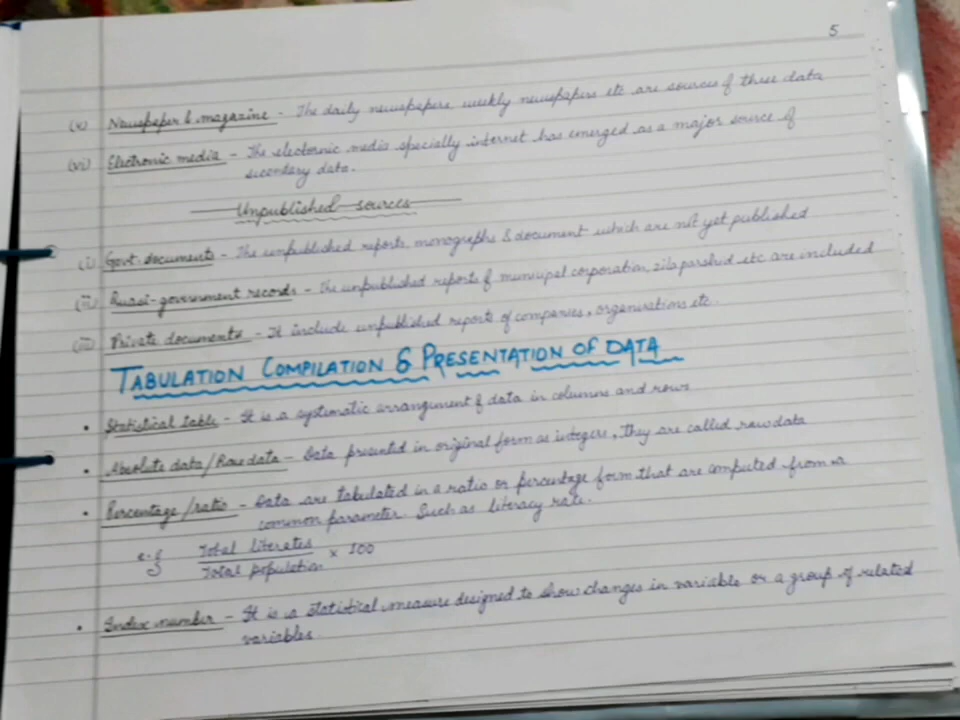 5
(v) Newspaper & magazine - The daily newspapers weekly newspapers etc are sources of three data
(vi) Electronic media - The electornic media specially internet has emerged as a major source of
secendary data.
Unpublished sources
(i) Govt. documents - The unpublished reports, monographs & document which are not yet published
(ii) Quasi-government records - the unpublished reports of municipal corporation, zila parshid etc are included
(iii) Private documents - It include unpublished reports of companies, organisations etc.
TABULATION COMPILATION & PRESENTATION OF DATA
• Statistical table - It is a systimatic arrangement of data in columns and rows
• Absolute data/Raw data - Data presented in original form as integers, They are called raw data
• Percentage/ratio - Data are tabulated in a ratio or percentage form that are computed from a
common parameter. Such as literacy rate.
e.g Total literates
Total population × 100
• Index number - It is a statistical measure designed to show changes in variable or a group of related
variables.